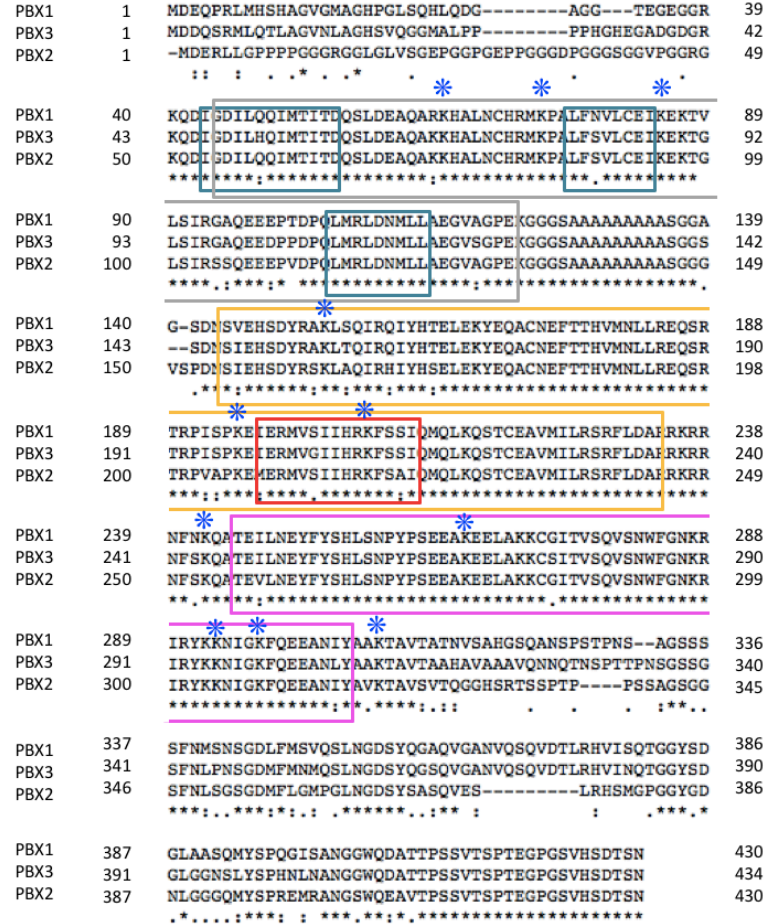 PBX1 1 MDEQPRLMHSHAGVGMAGHPGLSQHLQDG--------AGG---TEGEGGR 39
PBX3 1 MDDQSRMLQTLAGVNLAGHSVQGGMALPP--------PPHGHEGADGDGR 42
PBX2 1 -MDERLLGPPPPGGGRGGLGLVSGEPGGPGEPPGGGDPGGGSGGVPGGRG 49
:: : ..* * . : . .
PBX1 40 KQDIGDILQQIMTITDQSLDEAQARKHALNCHRMKPALFNVLCEIKEKTV 89
PBX3 43 KQDIGDILHQIMTITDQSLDEAQAKKHALNCHRMKPALFSVLCEIKEKTG 92
PBX2 50 KQDIGDILQQIMTITDQSLDEAQAKKHALNCHRMKPALFSVLCEIKEKTG 99
********:***************:**************.*********
PBX1 90 LSIRGAQEEEPTDPQLMRLDNMLLAEGVAGPEKGGGSAAAAAAAAASGGA 139
PBX3 93 LSIRGAQEEDPPDPQLMRLDNMLLAEGVSGPEKGGGSAAAAAAAAASGGS 142
PBX2 100 LSIRSSQEEEPVDPQLMRLDNMLLAEGVAGPEKGGGSAAAAAAAAASGGG 149
****.:***:* ****************:********************.
PBX1 140 G-SDNSVEHSDYRAKLSQIRQIYHTELEKYEQACNEFTTHVMNLLREQSR 188
PBX3 143 --SDNSIEHSDYRAKLTQIRQIYHTELEKYEQACNEFTTHVMNLLREQSR 190
PBX2 150 VSPDNSIEHSDYRSKLAQIRHIYHSELEKYEQACNEFTTHVMNLLREQSR 198
.***:******:**:***:***:*************************
PBX1 189 TRPISPKEIERMVSIIHRKFSSIQMQLKQSTCEAVMILRSRFLDARRKRR 238
PBX3 191 TRPISPKEIERMVGIIHRKFSSIQMQLKQSTCEAVMILRSRFLDARRKRR 240
PBX2 200 TRPVAPKEMERMVSIIHRKFSAIQMQLKQSTCEAVMILRSRFLDARRKRR 249
***::***:****.*******:****************************
PBX1 239 NFNKQATEILNEYFYSHLSNPYPSEEAKEELAKKCGITVSQVSNWFGNKR 288
PBX3 241 NFSKQATEILNEYFYSHLSNPYPSEEAKEELAKKCGITVSQVSNWFGNKR 290
PBX2 250 NFSKQATEVLNEYFYSHLSNPYPSEEAKEELAKKCSITVSQVSNWFGNKR 299
**.*****:**************************.**************
PBX1 289 IRYKKNIGKFQEEANIYAAKTAVTATNVSAHGSQANSPSTPNS--AGSSS 336
PBX3 291 IRYKKNIGKFQEEANLYAAKTAVTAAHAVAAAVQNNQTNSPTTPNSGSSG 340
PBX2 300 IRYKKNIGKFQEEANIYAVKTAVSVTQGGHSRTSSPTP----PSSAGSGG 345
***************:**.****:.:: . . . :**..
PBX1 337 SFNMSNSGDLFMSVQSLNGDSYQGAQVGANVQSQVDTLRHVISQTGGYSD 386
PBX3 341 SFNLPNSGDMFMNMQSLNGDSYQGSQVGANVQSQVDTLRHVINQTGGYSD 390
PBX2 346 SFNLSGSGDMFLGMPGLNGDSYSASQVES---------LRHSMGPGGYGD 386
***:..***:*:.: .******..:** : : .***.*
PBX1 387 GLAASQMYSPQGISANGGWQDATTPSSVTSPTEGPGSVHSDTSN 430
PBX3 391 GLGGNSLYSPHNLNANGGWQDATTPSSVTSPTEGPGSVHSDTSN 434
PBX2 387 NLGGGQMYSPREMRANGSWQEAVTPSSVTSPTEGPGSVHSDTSN 430
.*....:***: : ***.**:*.*********************